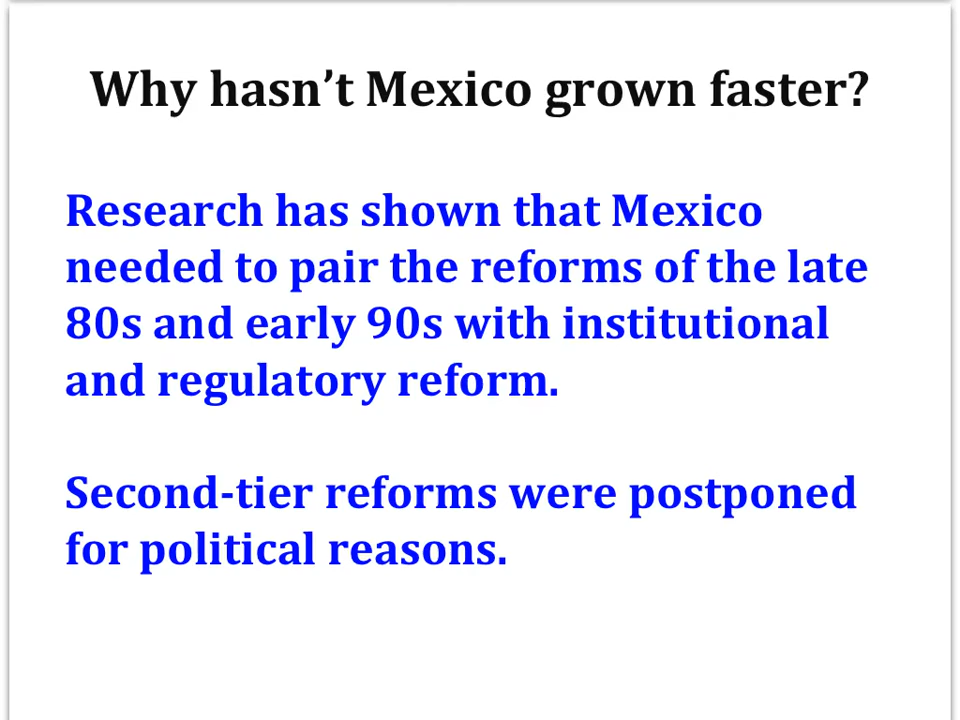 Why hasn’t Mexico grown faster?
Research has shown that Mexico
needed to pair the reforms of the late
80s and early 90s with institutional
and regulatory reform.
Second-tier reforms were postponed
for political reasons.